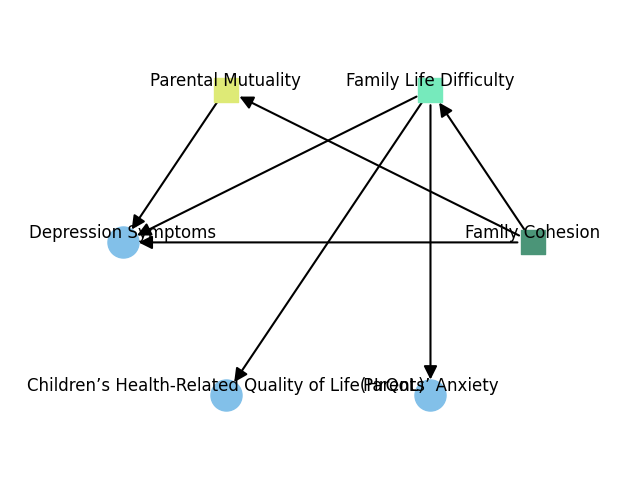 Parental Mutuality
Family Life Difficulty
Depression Symptoms
Family Cohesion
Children’s Health-Related Quality of Life (HrQoL)
Parents’ Anxiety